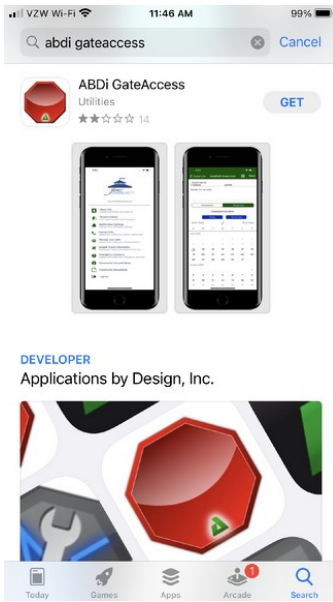 VZW Wi-Fi 11:46 AM 99%
abdi gateaccess Cancel
ABDi GateAccess
Utilities
GET
14
DEVELOPER
Applications by Design, Inc.
1
Today Games Apps Arcade Search